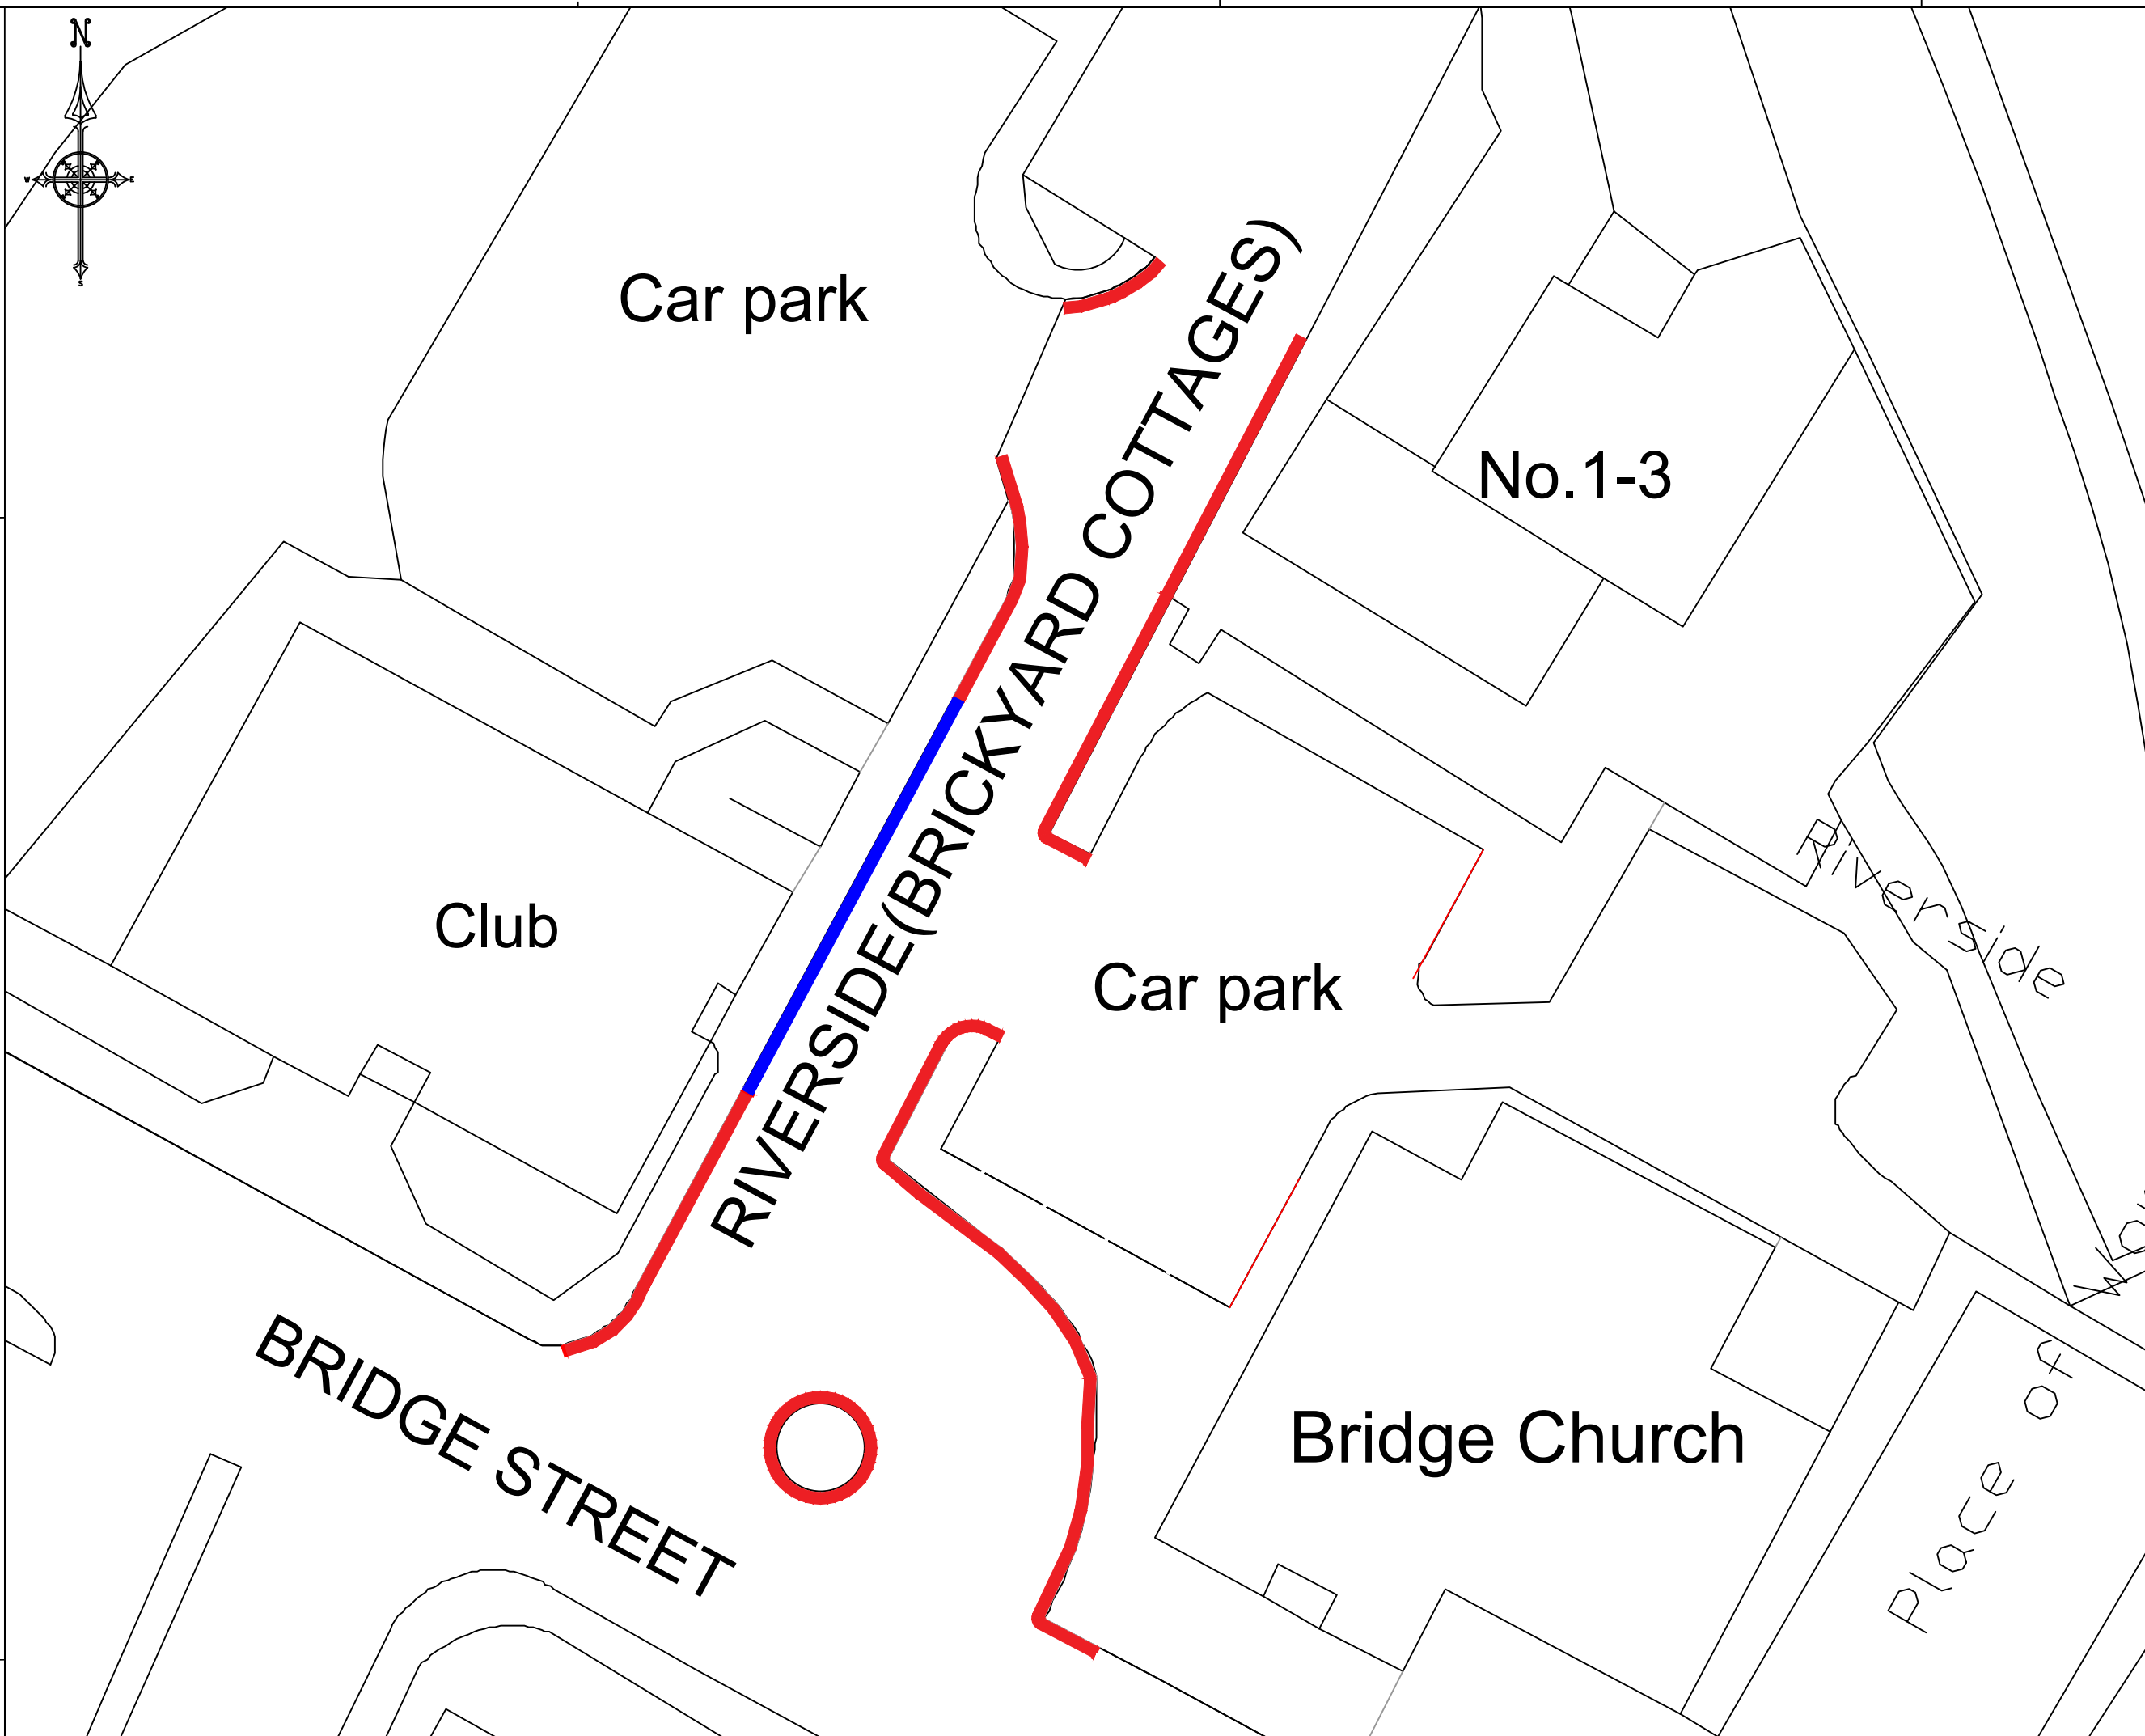 N
W
E
S
Car park
RIVERSIDE(BRICKYARD COTTAGES)
No.1-3
Club
Riverside
Car park
BRIDGE STREET
Bridge Church
Place
of